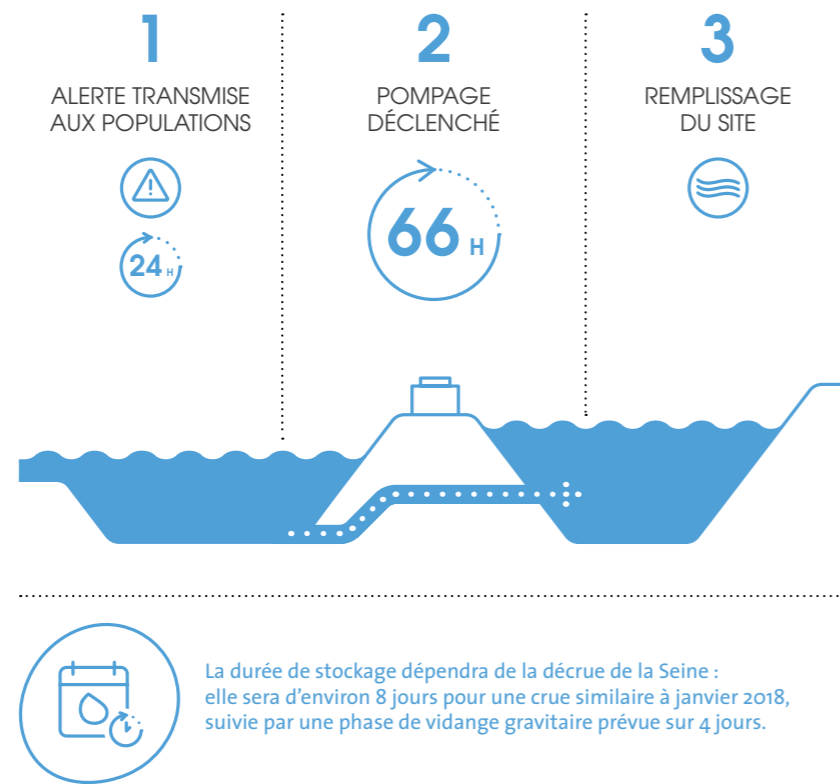 1
ALERTE TRANSMISE
AUX POPULATIONS
24 H
2
POMPAGE
DÉCLENCHÉ
66 H
3
REMPLISSAGE
DU SITE
La durée de stockage dépendra de la décrue de la Seine :
elle sera d'environ 8 jours pour une crue similaire à janvier 2018,
suivie par une phase de vidange gravitaire prévue sur 4 jours.